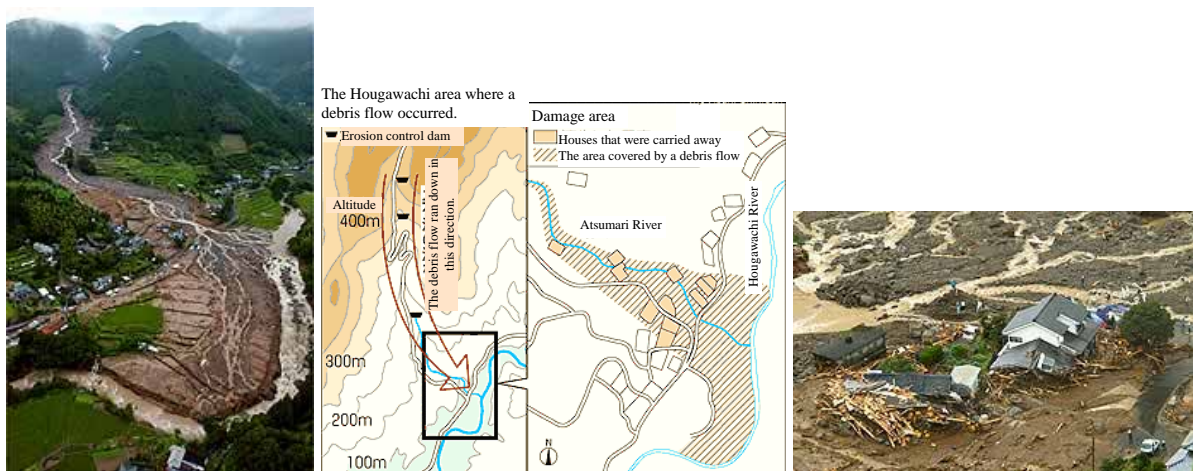 The Hougawachi area where a
debris flow occurred.
Erosion control dam
Altitude
400m
The debris flow ran down in
this direction.
300m
200m
100m
Damage area
Houses that were carried away
The area covered by a debris flow
Atsumari River
Hougawachi River
N